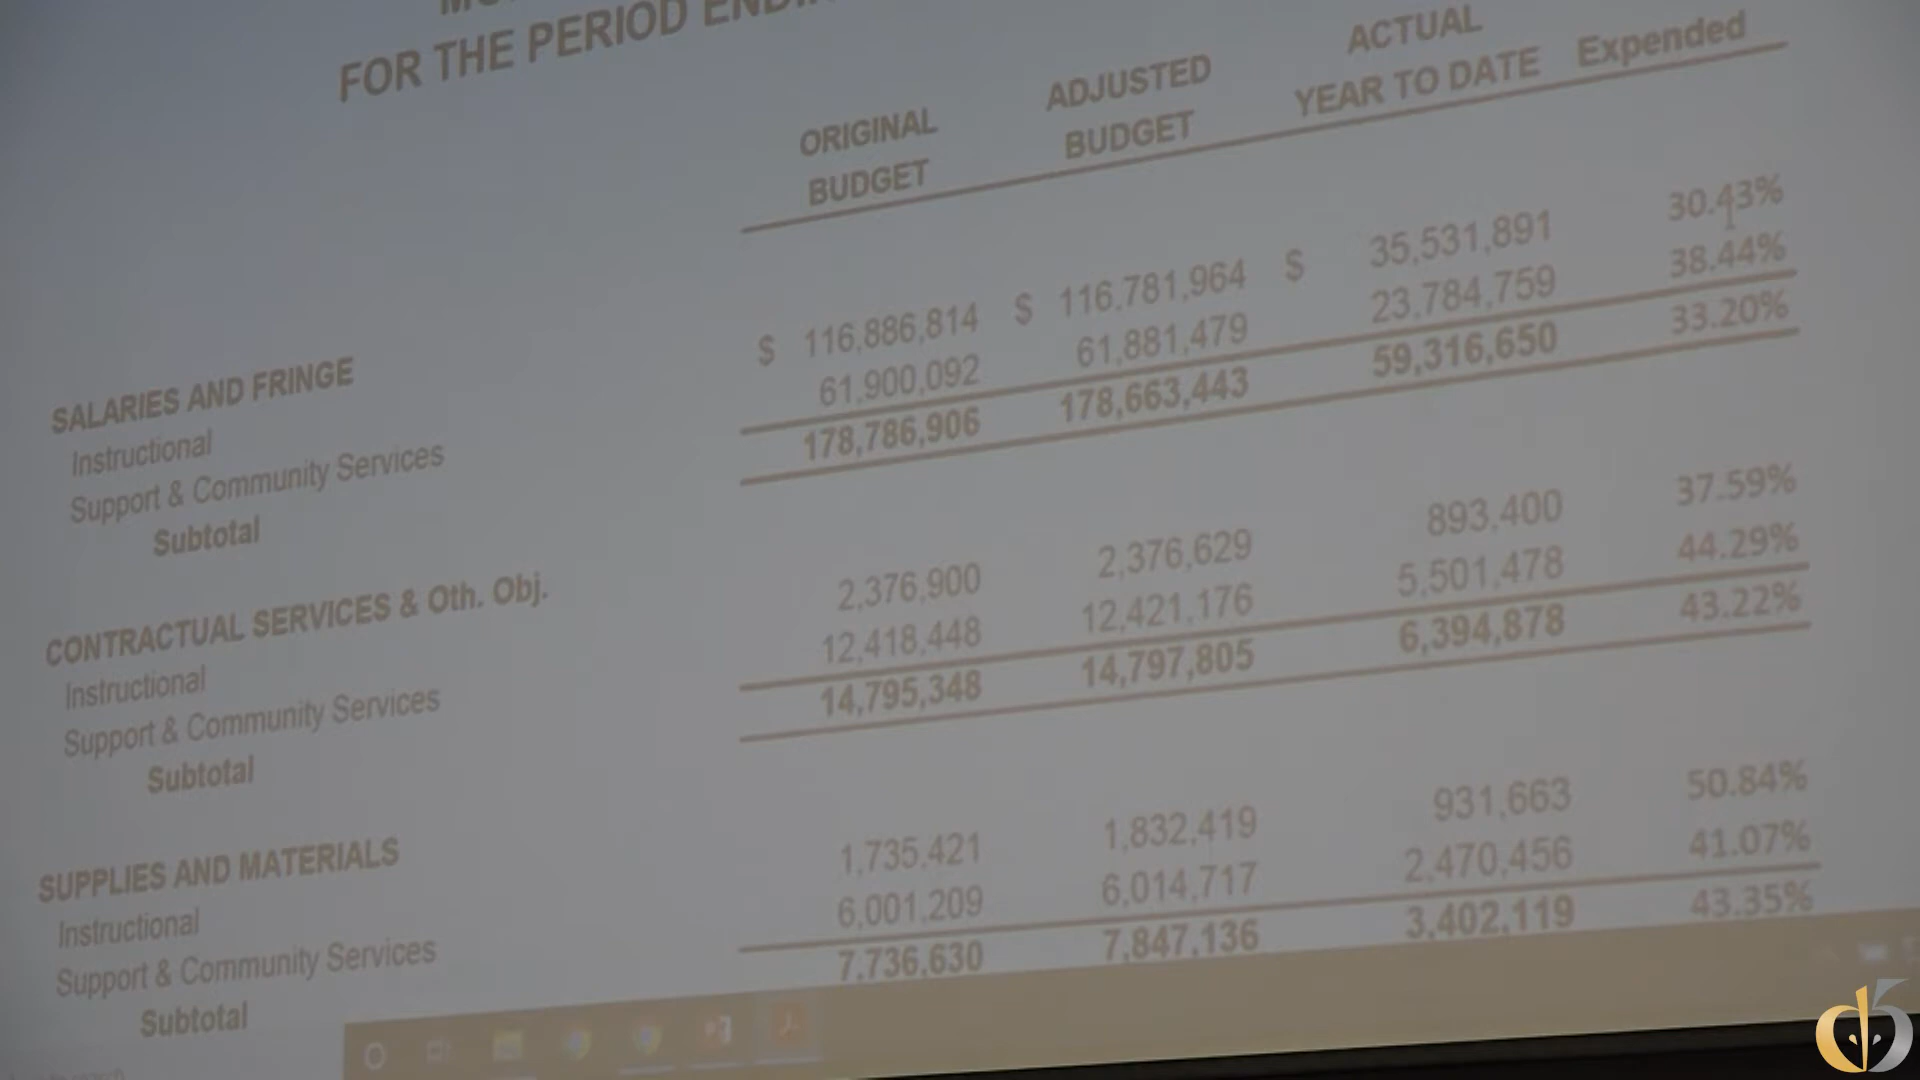 FOR THE PERIOD
ORIGINAL BUDGET
ADJUSTED BUDGET
ACTUAL YEAR TO DATE
Expended
SALARIES AND FRINGE
Instructional $ 116,886,814 $ 116,781,964 $ 35,531,891 30.43%
Support & Community Services 61,900,092 61,881,479 23,784,759 38.44%
Subtotal 178,786,906 178,663,443 59,316,650 33.20%
CONTRACTUAL SERVICES & Oth. Obj.
Instructional 2,376,900 2,376,629 893,400 37.59%
Support & Community Services 12,418,448 12,421,176 5,501,478 44.29%
Subtotal 14,795,348 14,797,805 6,394,878 43.22%
SUPPLIES AND MATERIALS
Instructional 1,735,421 1,832,419 931,663 50.84%
Support & Community Services 6,001,209 6,014,717 2,470,456 41.07%
Subtotal 7,736,630 7,847,136 3,402,119 43.35%